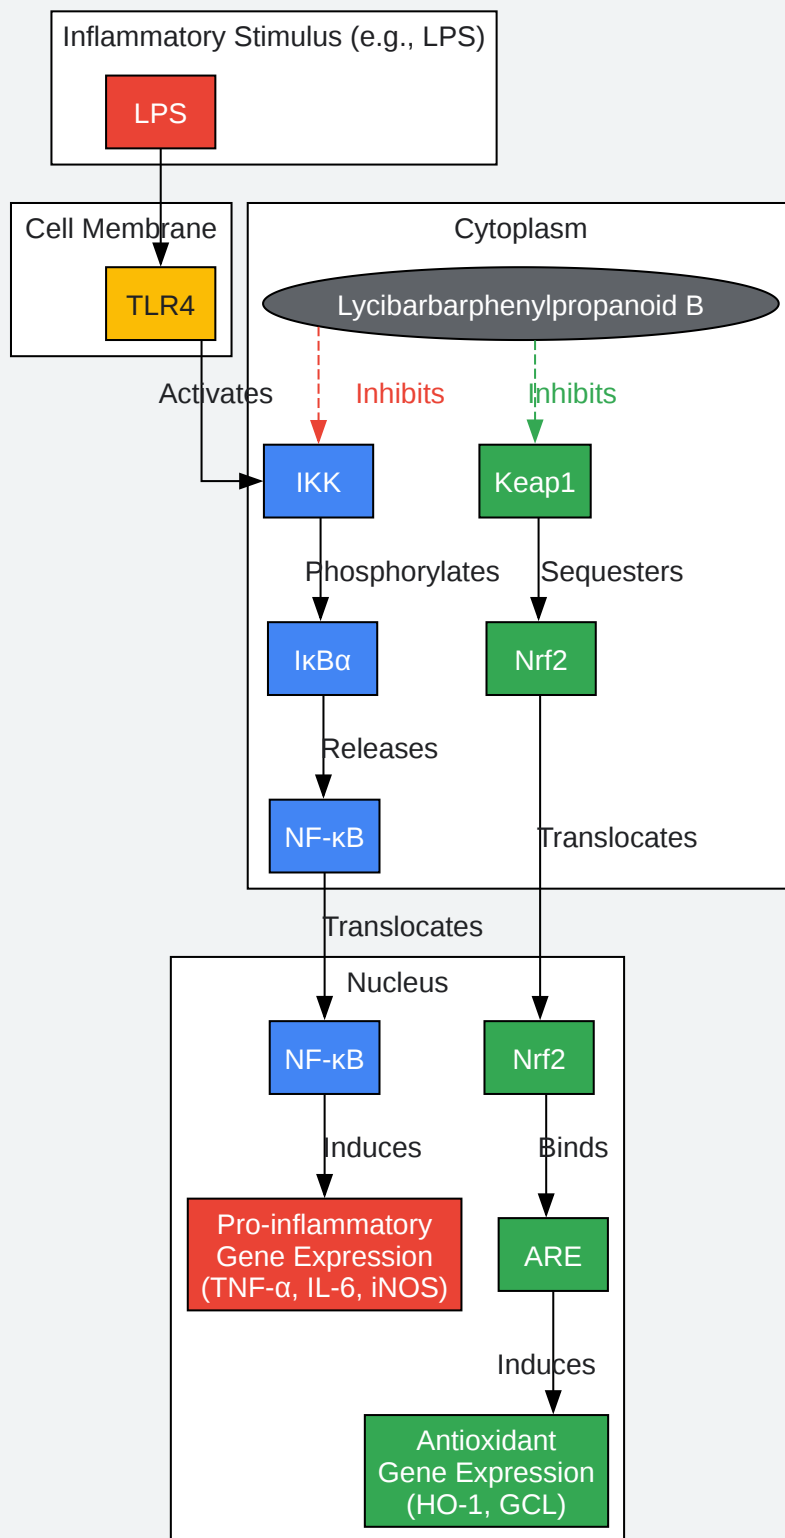 Inflammatory Stimulus (e.g., LPS)
LPS
Cell Membrane
Cytoplasm
TLR4
Lycibarbarphenylpropanoid B
Activates
Inhibits
Inhibits
IKK
Keap1
Phosphorylates
Sequesters
IκBα
Nrf2
Releases
NF-κB
Translocates
Translocates
Nucleus
NF-κB
Nrf2
Induces
Binds
Pro-inflammatory
Gene Expression
(TNF-α, IL-6, iNOS)
ARE
Induces
Antioxidant
Gene Expression
(HO-1, GCL)